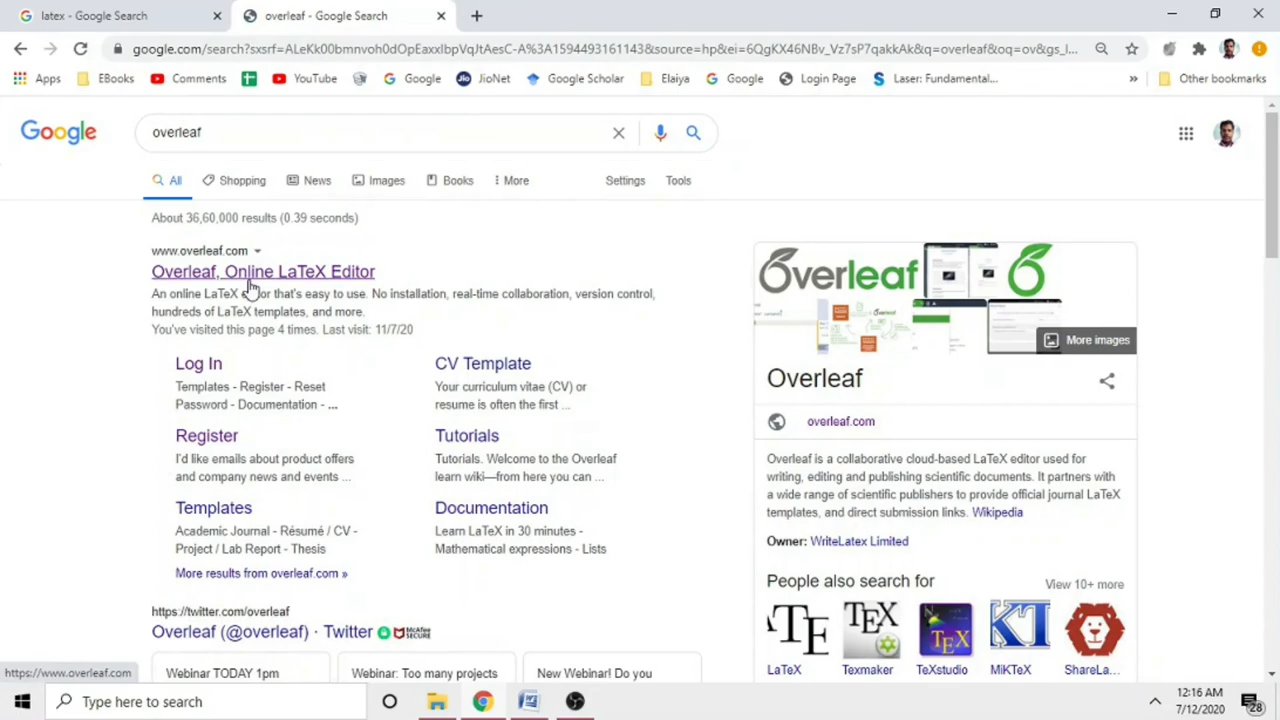 latex - Google Search
overleaf - Google Search
google.com/search?sxsrf=ALeKk00bmnvoh0dOpEaxxIbpVqJtAesC-A%3A1594493161143&source=hp&ei=6QgKX46NBv_Vz7sP7qakkAk&q=overleaf&oq=ov&gs_l...
Apps
EBooks
Comments
YouTube
Google
JioNet
Google Scholar
Elaiya
Google
Login Page
Laser: Fundamental...
»
Other bookmarks
Google
overleaf
All
Shopping
News
Images
Books
More
Settings
Tools
About 36,60,000 results (0.39 seconds)
www.overleaf.com
Overleaf, Online LaTeX Editor
An online LaTeX that's easy to use. No installation, real-time collaboration, version control,
hundreds of LaTeX templates, and more.
You've visited this page 4 times. Last visit: 11/7/20
Log In
Templates - Register - Reset
Password - Documentation - ...
CV Template
Your curriculum vitae (CV) or
resume is often the first ...
Register
I'd like emails about product offers
and company news and events ...
Tutorials
Tutorials. Welcome to the Overleaf
learn wiki—from here you can ...
Templates
Academic Journal - Résumé / CV -
Project / Lab Report - Thesis
Documentation
Learn LaTeX in 30 minutes -
Mathematical expressions - Lists
More results from overleaf.com »
https://twitter.com/overleaf
Overleaf (@overleaf) · Twitter
McAfee
SECURE
Webinar TODAY 1pm
Webinar: Too many projects
New Webinar! Do you
Overleaf
More images
Overleaf
overleaf.com
Overleaf is a collaborative cloud-based LaTeX editor used for
writing, editing and publishing scientific documents. It partners with
a wide range of scientific publishers to provide official journal LaTeX
templates, and direct submission links. Wikipedia
Owner: WriteLatex Limited
People also search for
View 10+ more
LaTeX
Texmaker
TeXstudio
MiKTeX
ShareLa...
https://www.overleaf.com
Type here to search
12:16 AM
7/12/2020
28